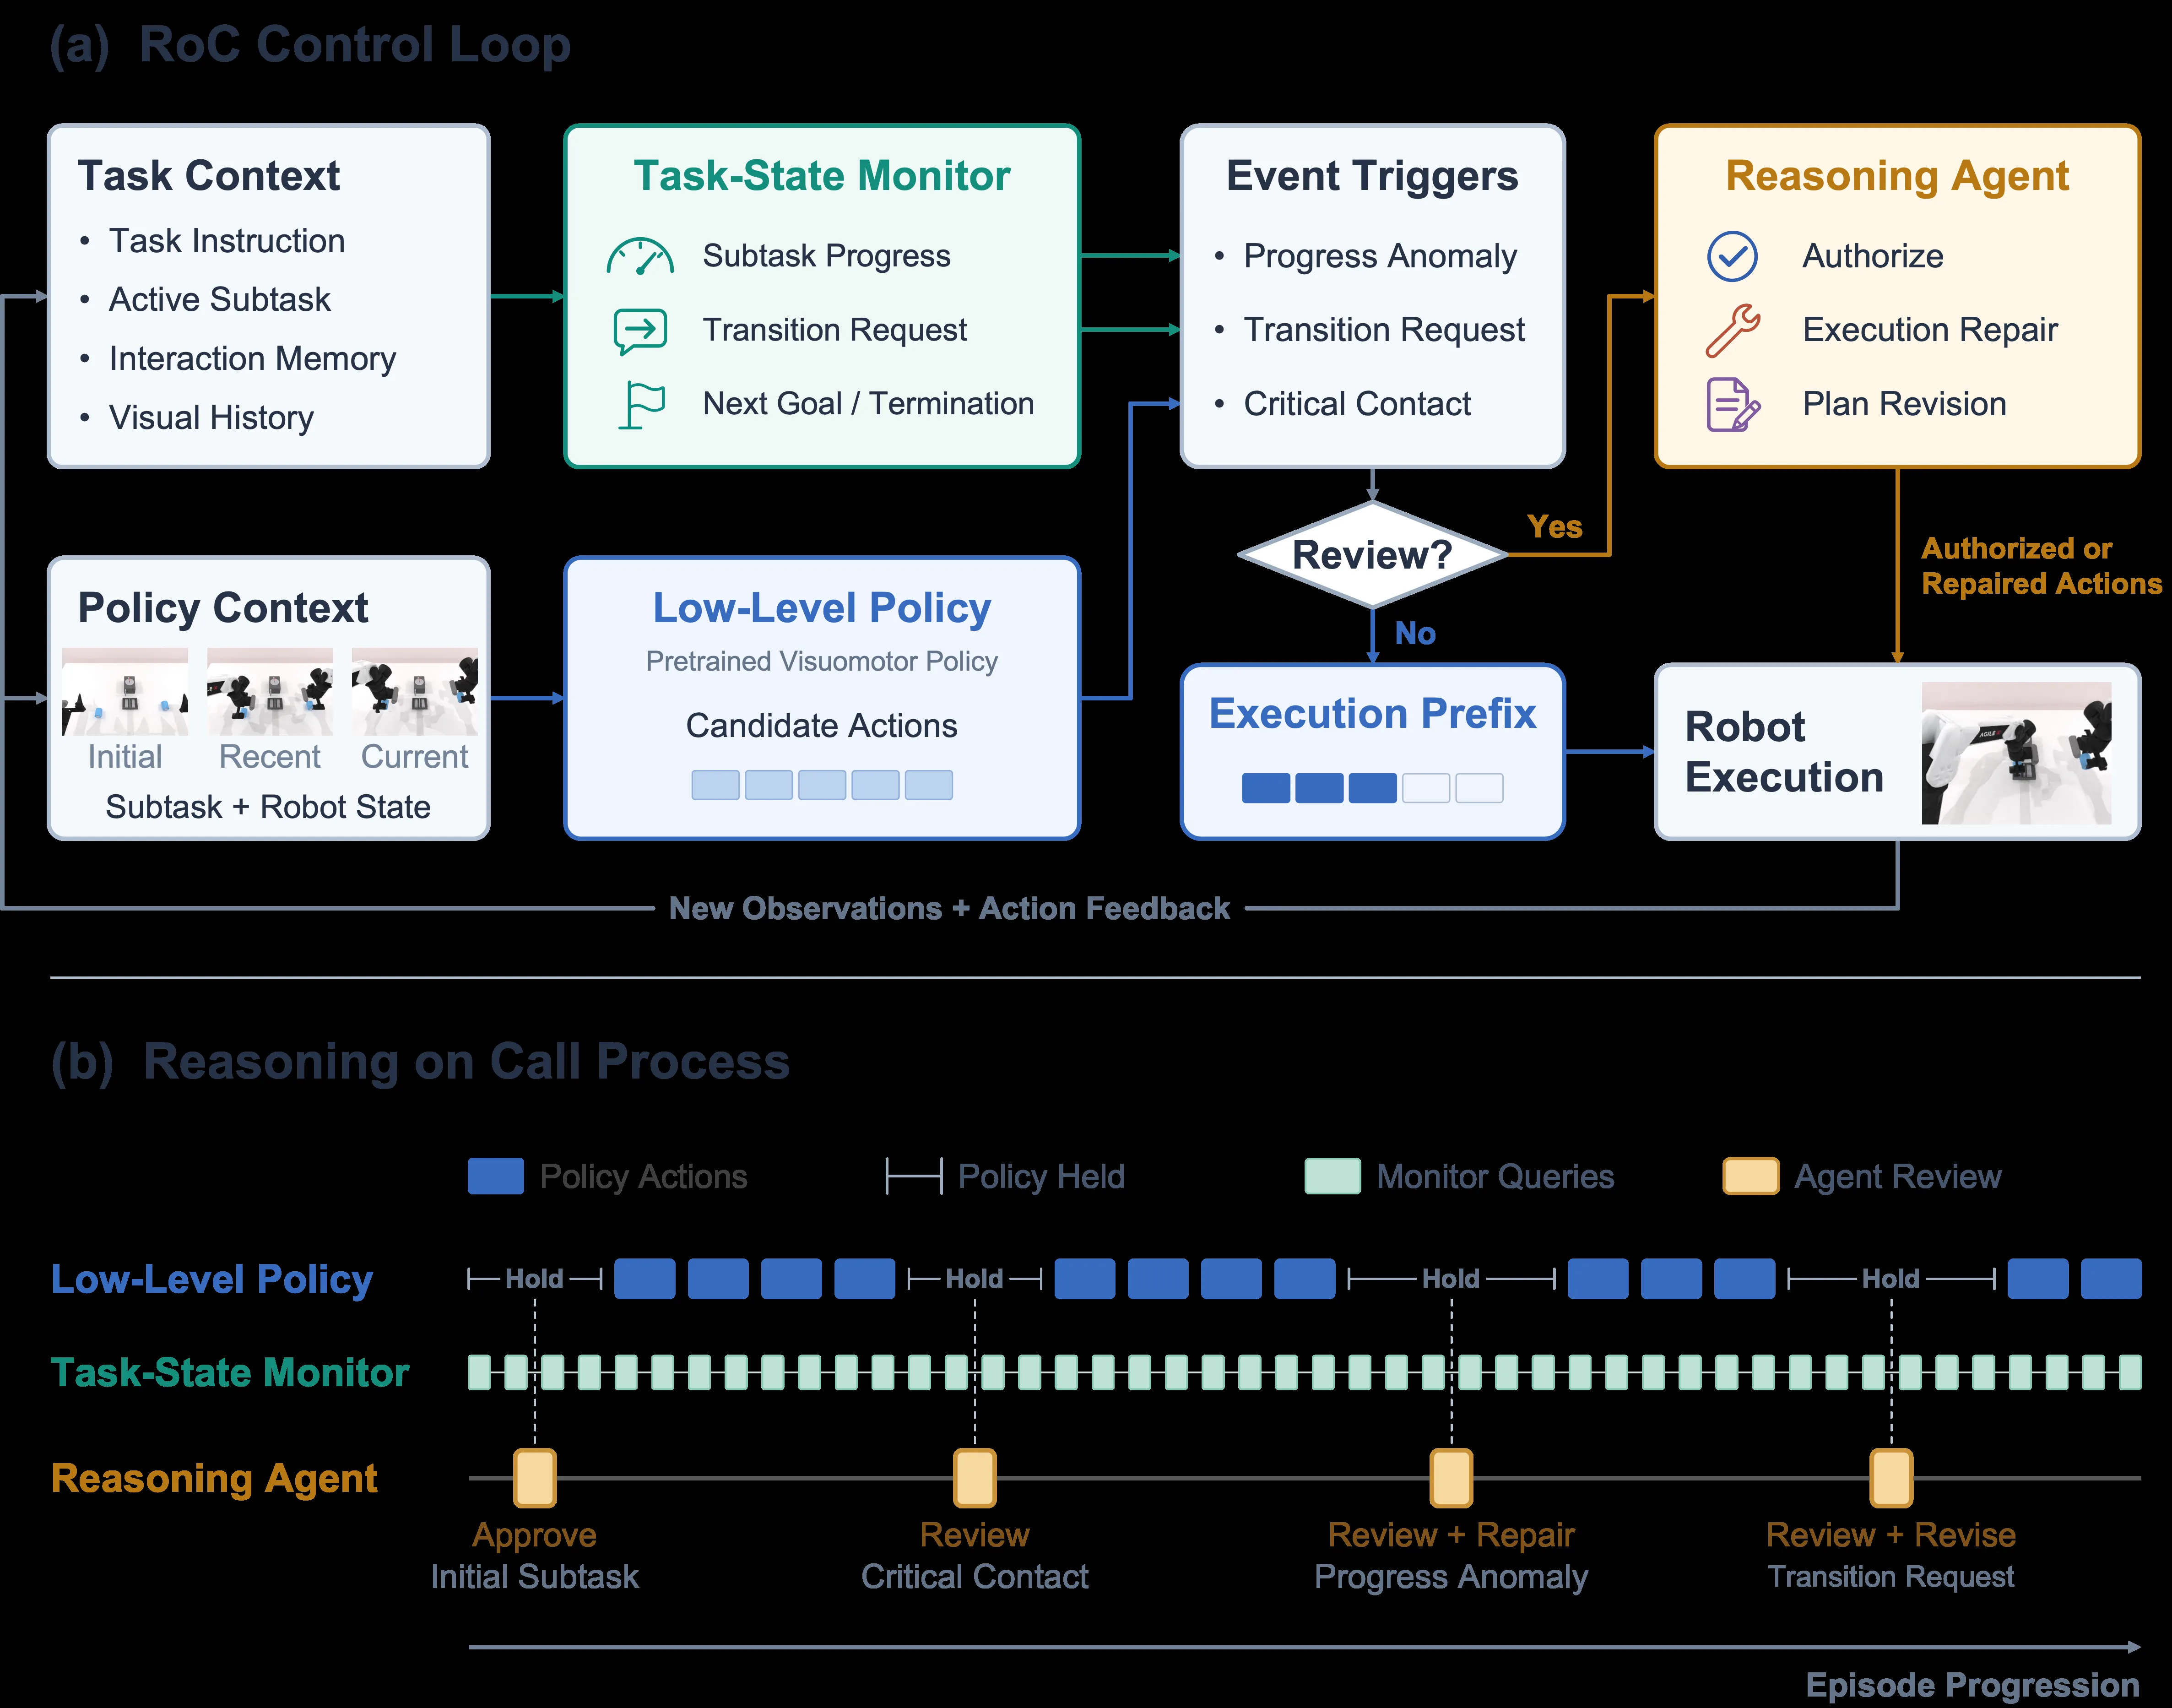 (a) RoC Control Loop
Task Context
• Task Instruction
• Active Subtask
• Interaction Memory
• Visual History
Task-State Monitor
Subtask Progress
Transition Request
Next Goal / Termination
Event Triggers
• Progress Anomaly
• Transition Request
• Critical Contact
Reasoning Agent
Authorize
Execution Repair
Plan Revision
Review?
Yes
No
Authorized or
Repaired Actions
Policy Context
Initial Recent Current
Subtask + Robot State
Low-Level Policy
Pretrained Visuomotor Policy
Candidate Actions
Execution Prefix
Robot
Execution
New Observations + Action Feedback
(b) Reasoning on Call Process
Policy Actions Policy Held Monitor Queries Agent Review
Low-Level Policy Hold Hold Hold Hold
Task-State Monitor
Reasoning Agent
Approve Review Review + Repair Review + Revise
Initial Subtask Critical Contact Progress Anomaly Transition Request
Episode Progression